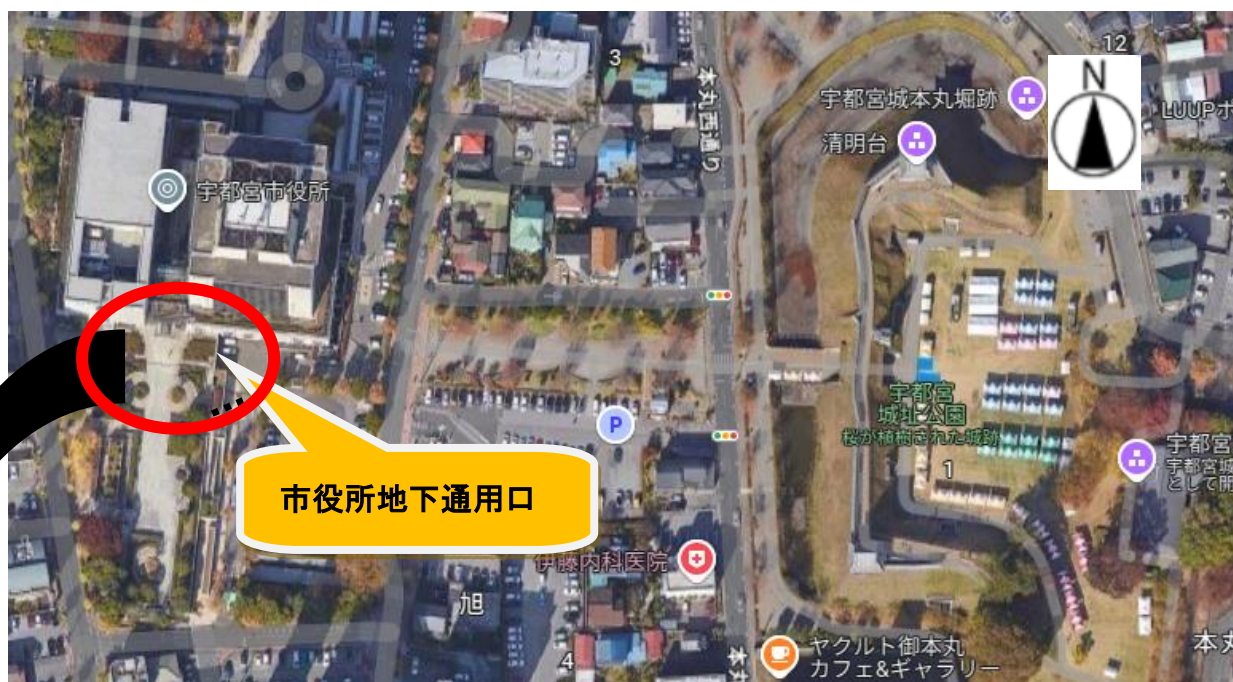 3
12
N
本丸西通り
宇都宮城本丸堀跡
LUUPポ
清明台
宇都宮市役所
宇都宮
城址公園
桜が植樹された城跡
1
P
宇都宮
宇都宮城
として開
市役所地下通用口
伊藤内科医院
旭
4
ヤクルト御本丸
カフェ&ギャラリー
本丸